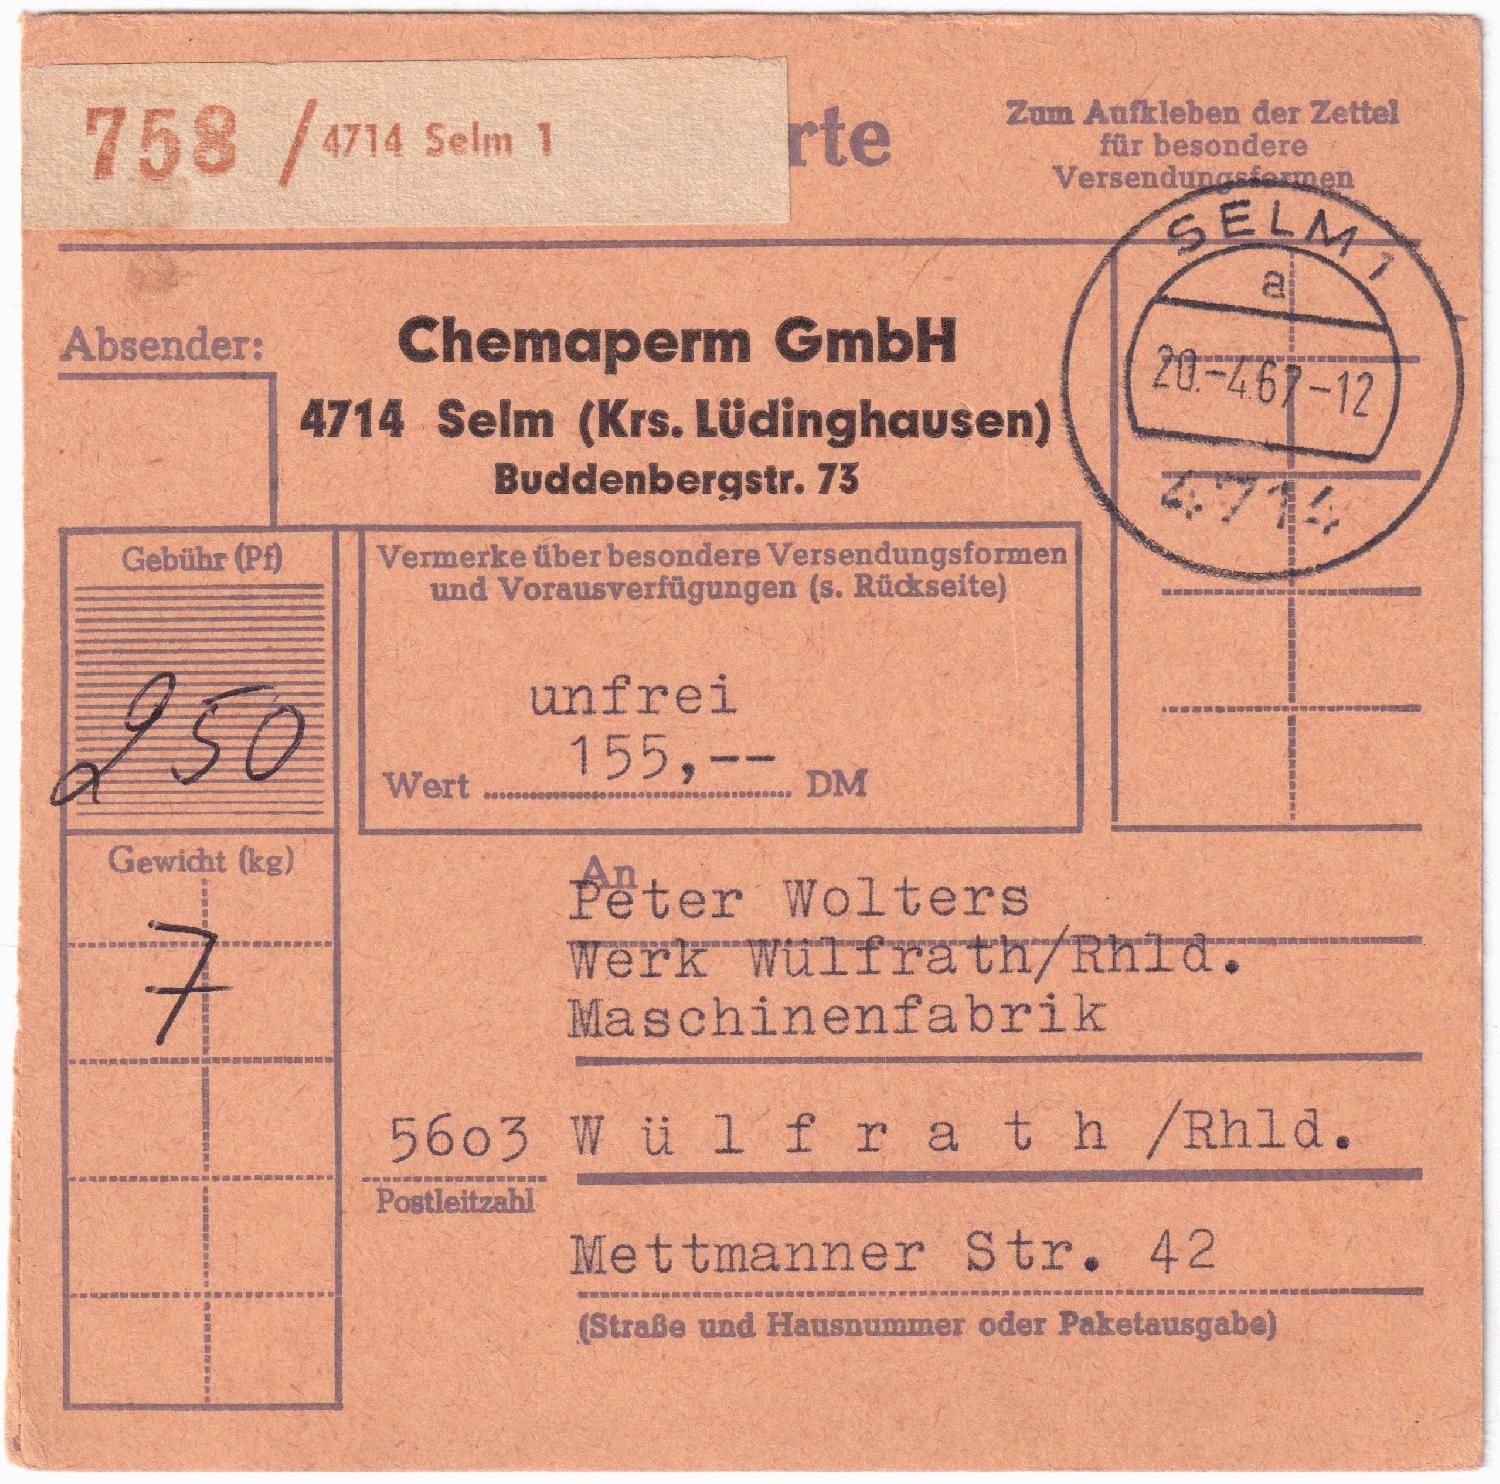 758 / 4714 Selm 1
rte
Zum Aufkleben der Zettel
für besondere
Versendungsformen
SELM 1
a
20.-4.67-12
4714
Absender:
Chemaperm GmbH
4714 Selm (Krs. Lüdinghausen)
Buddenbergstr. 73
Gebühr (Pf)
250
Vermerke über besondere Versendungsformen
und Vorausverfügungen (s. Rückseite)
unfrei
Wert 155,-- DM
Gewicht (kg)
7
An
Peter Wolters
Werk Wülfrath/Rhld.
Maschinenfabrik
5603 W ü l f r a t h /Rhld.
Postleitzahl
Mettmanner Str. 42
(Straße und Hausnummer oder Paketausgabe)